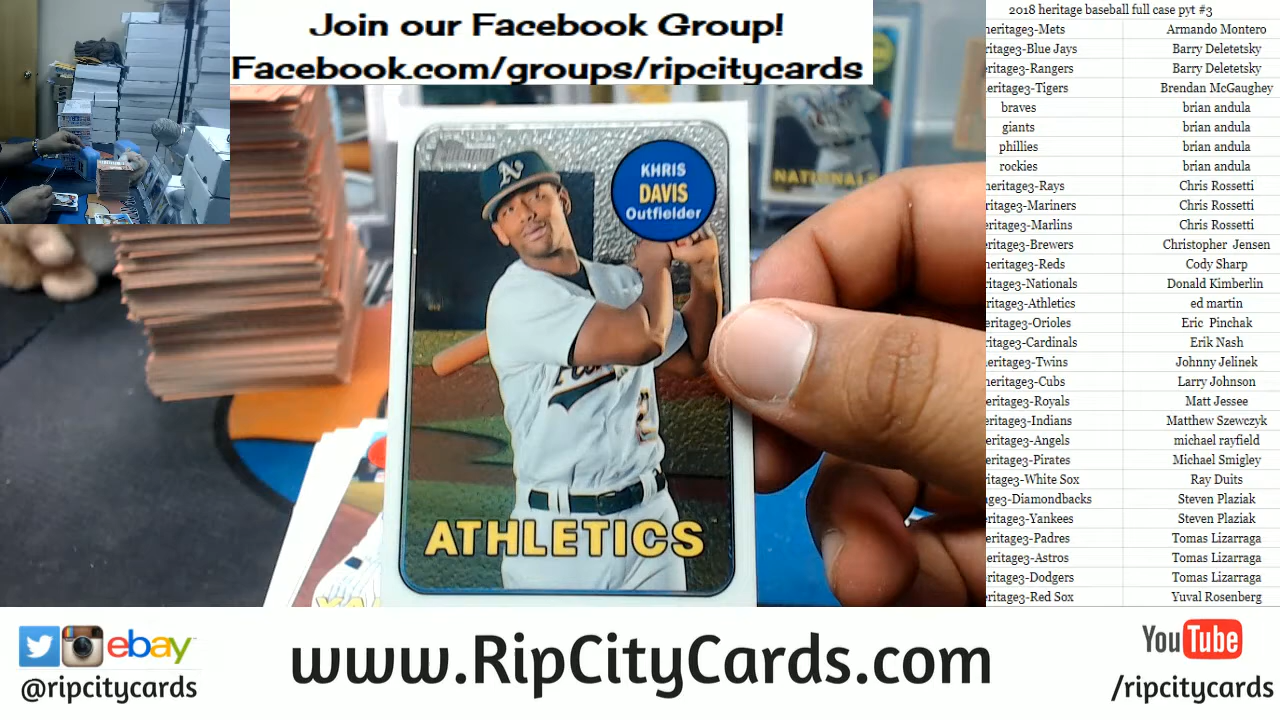 Join our Facebook Group!
Facebook.com/groups/ripcitycards
KHRIS
DAVIS
Outfielder
A's
NATIONALS
ATHLETICS
2018 heritage baseball full case pyt #3
heritage3-Mets Armando Montero
eritage3-Blue Jays Barry Deletetsky
eritage3-Rangers Barry Deletetsky
eritage3-Tigers Brendan McGaughey
braves brian andula
giants brian andula
phillies brian andula
rockies brian andula
heritage3-Rays Chris Rossetti
eritage3-Mariners Chris Rossetti
eritage3-Marlins Chris Rossetti
eritage3-Brewers Christopher Jensen
heritage3-Reds Cody Sharp
eritage3-Nationals Donald Kimberlin
eritage3-Athletics ed martin
eritage3-Orioles Eric Pinchak
eritage3-Cardinals Erik Nash
eritage3-Twins Johnny Jelinek
heritage3-Cubs Larry Johnson
eritage3-Royals Matt Jessee
eritage3-Indians Matthew Szewczyk
eritage3-Angels michael rayfield
eritage3-Pirates Michael Smigley
ritage3-White Sox Ray Duits
age3-Diamondbacks Steven Plaziak
eritage3-Yankees Steven Plaziak
eritage3-Padres Tomas Lizarraga
eritage3-Astros Tomas Lizarraga
eritage3-Dodgers Tomas Lizarraga
eritage3-Red Sox Yuval Rosenberg
ebay
@ripcitycards
www.RipCityCards.com
YouTube
/ripcitycards